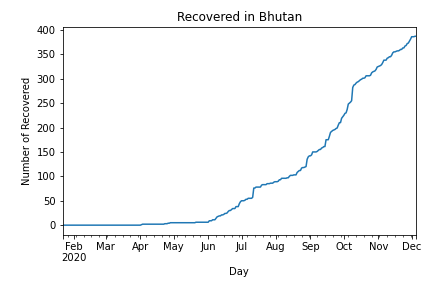 Recovered in Bhutan
Number of Recovered
400
350
300
250
200
150
100
50
0
Feb Mar Apr May Jun Jul Aug Sep Oct Nov Dec
2020
Day